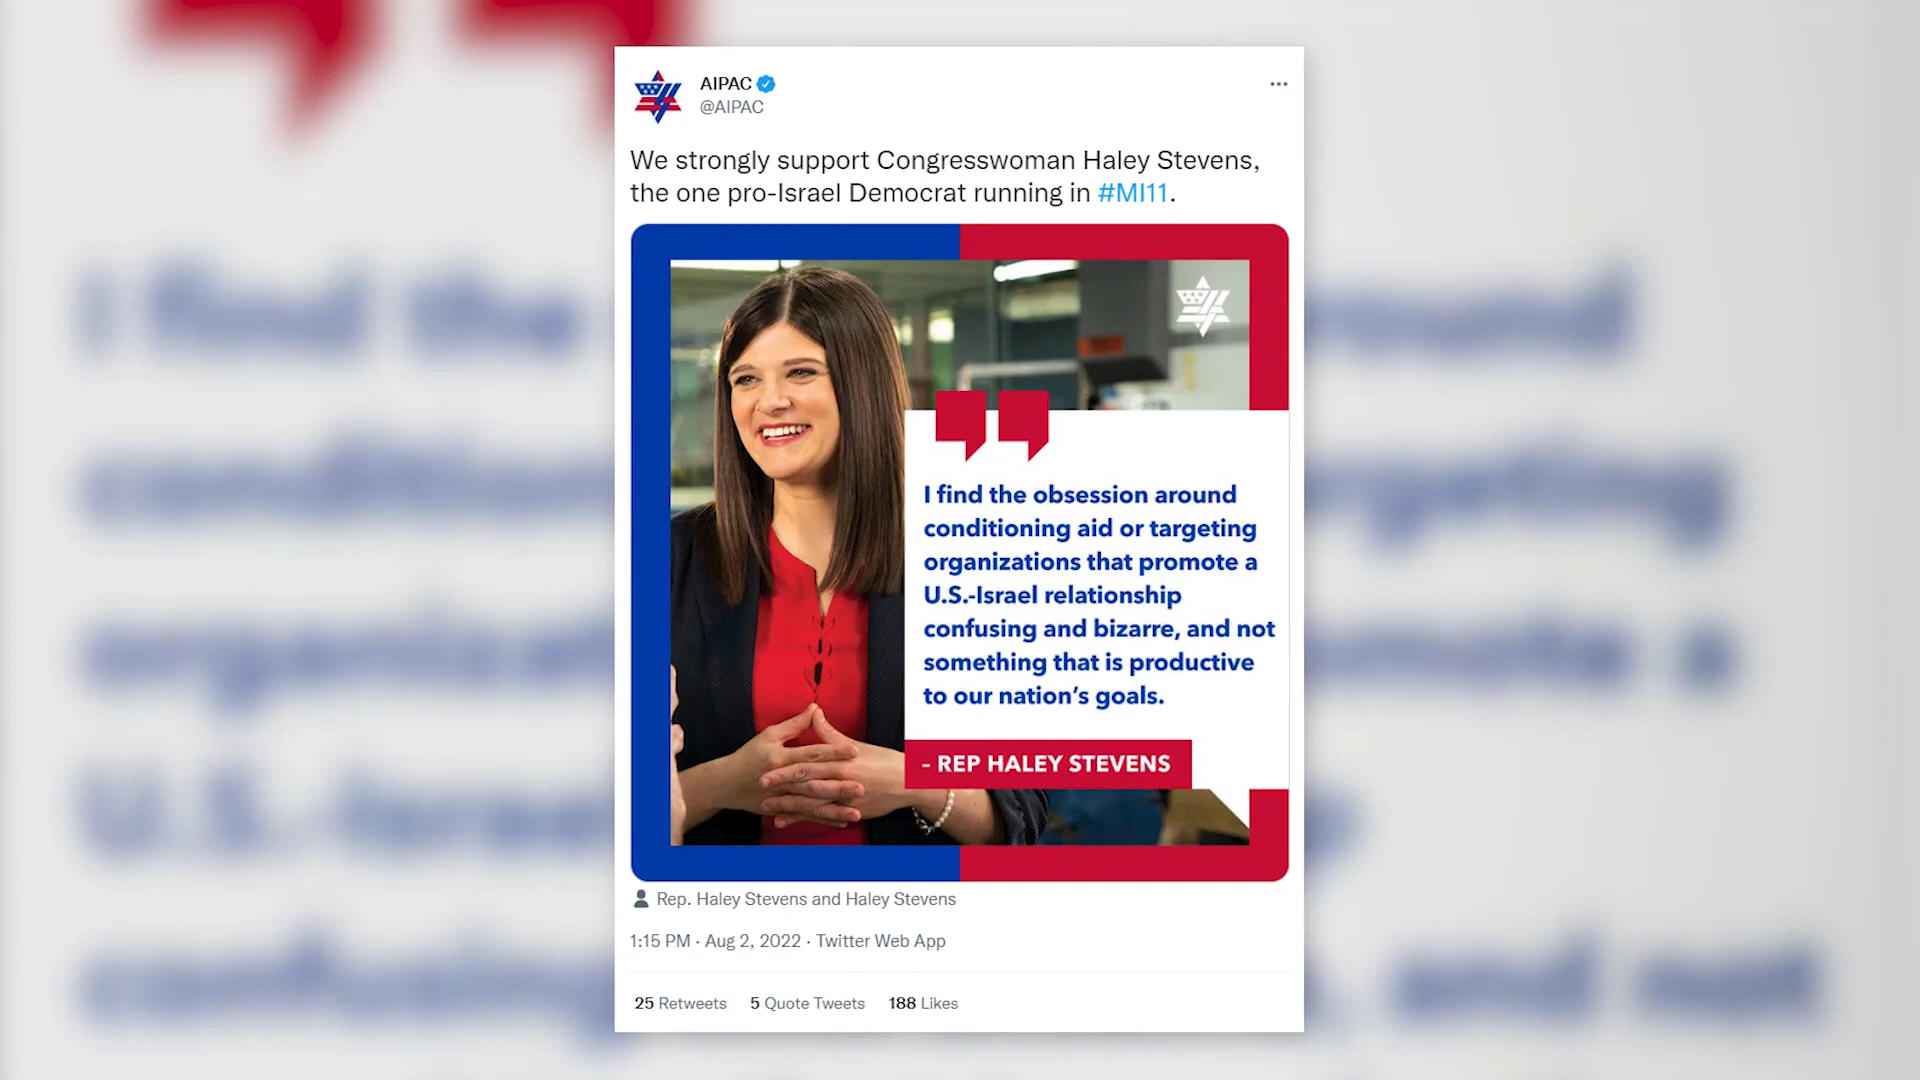 AIPAC
@AIPAC
We strongly support Congresswoman Haley Stevens,
the one pro-Israel Democrat running in #MI11.
I find the obsession around
conditioning aid or targeting
organizations that promote a
U.S.-Israel relationship
confusing and bizarre, and not
something that is productive
to our nation’s goals.
- REP HALEY STEVENS
Rep. Haley Stevens and Haley Stevens
1:15 PM · Aug 2, 2022 · Twitter Web App
25 Retweets 5 Quote Tweets 188 Likes